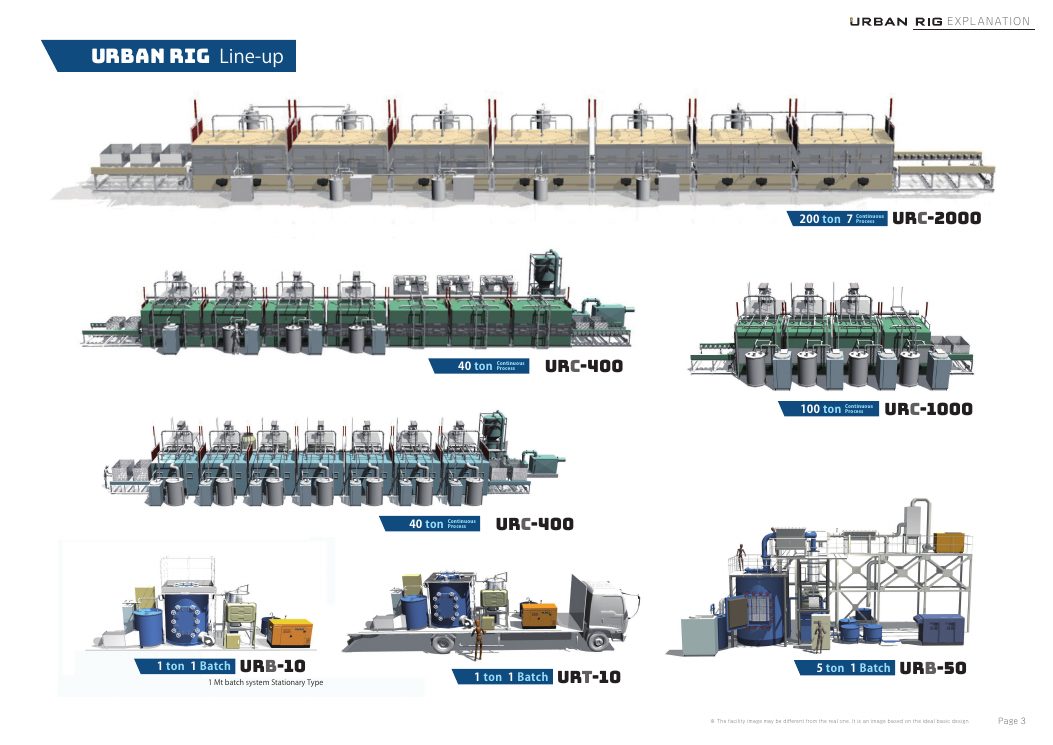 URBAN RIG EXPLANATION
URBAN RIG Line-up
200 ton 7 Continuous Process URC-2000
40 ton Continuous Process URC-400
100 ton Continuous Process URC-1000
40 ton Continuous Process URC-400
1 ton 1 Batch URB-10
1 Mt batch system Stationary Type
1 ton 1 Batch URT-10
5 ton 1 Batch URB-50
※ The facility image may be different from the real one. It is an image based on the ideal basic design.
Page 3